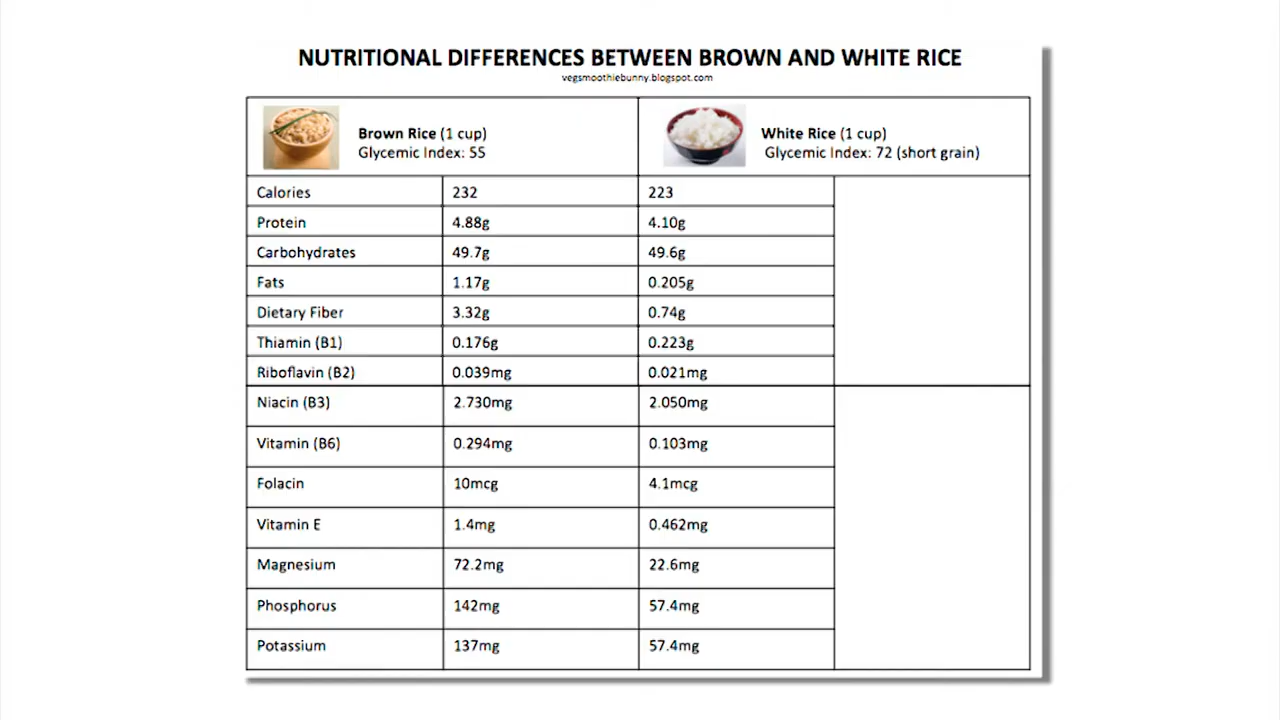 NUTRITIONAL DIFFERENCES BETWEEN BROWN AND WHITE RICE
vegsmoothiebunny.blogspot.com
Brown Rice (1 cup)
Glycemic Index: 55
White Rice (1 cup)
Glycemic Index: 72 (short grain)
Calories 232 223
Protein 4.88g 4.10g
Carbohydrates 49.7g 49.6g
Fats 1.17g 0.205g
Dietary Fiber 3.32g 0.74g
Thiamin (B1) 0.176g 0.223g
Riboflavin (B2) 0.039mg 0.021mg
Niacin (B3) 2.730mg 2.050mg
Vitamin (B6) 0.294mg 0.103mg
Folacin 10mcg 4.1mcg
Vitamin E 1.4mg 0.462mg
Magnesium 72.2mg 22.6mg
Phosphorus 142mg 57.4mg
Potassium 137mg 57.4mg